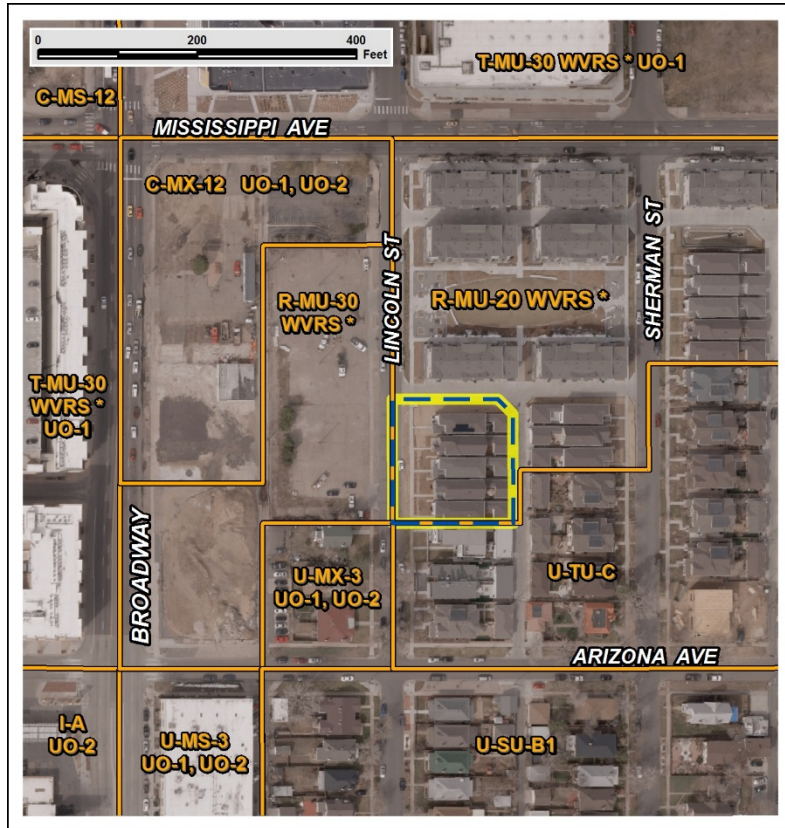 0 200 400
Feet
T-MU-30 WVRS * UO-1
C-MS-12
MISSISSIPPI AVE
C-MX-12 UO-1, UO-2
LINCOLN ST
SHERMAN ST
R-MU-30
WVRS *
R-MU-20 WVRS *
T-MU-30
WVRS *
UO-1
BROADWAY
U-MX-3
UO-1, UO-2
U-TU-C
ARIZONA AVE
I-A
UO-2
U-MS-3
UO-1, UO-2
U-SU-B1